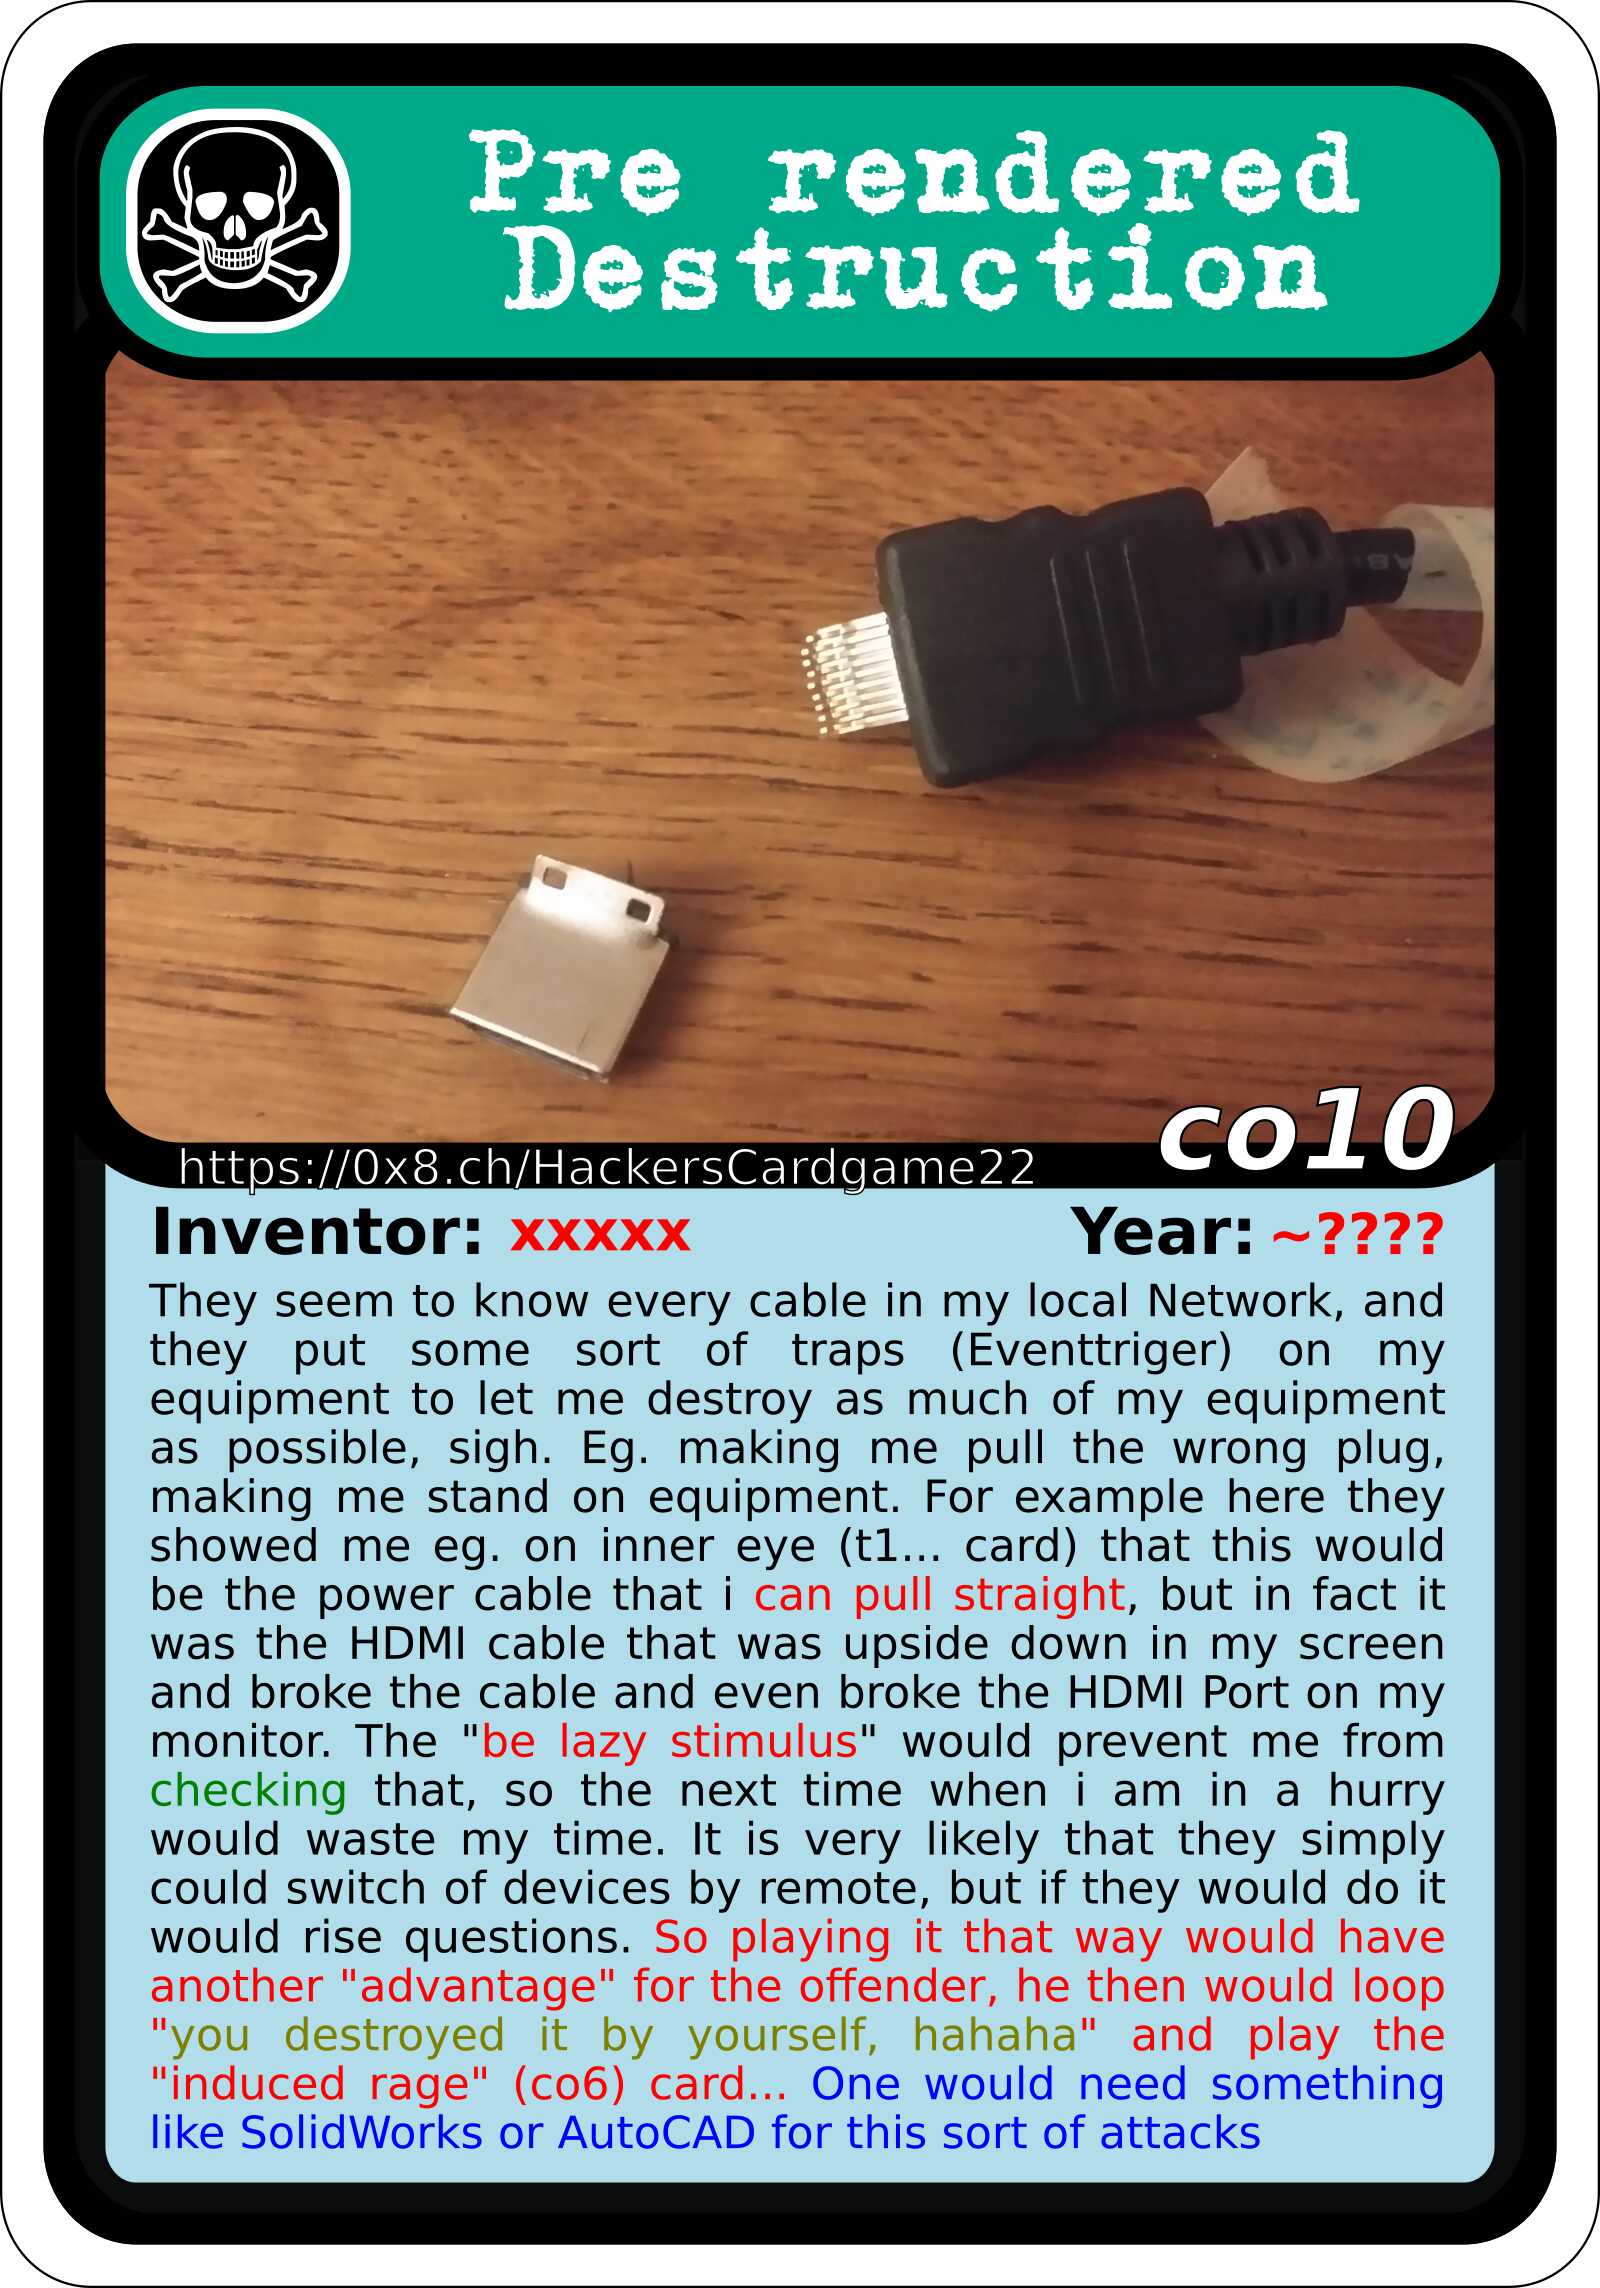 Pre rendered
Destruction
co10
https://0x8.ch/HackersCardgame22
Inventor: xxxxx Year: ~????
They seem to know every cable in my local Network, and
they put some sort of traps (Eventtriger) on my
equipment to let me destroy as much of my equipment
as possible, sigh. Eg. making me pull the wrong plug,
making me stand on equipment. For example here they
showed me eg. on inner eye (t1... card) that this would
be the power cable that i can pull straight, but in fact it
was the HDMI cable that was upside down in my screen
and broke the cable and even broke the HDMI Port on my
monitor. The "be lazy stimulus" would prevent me from
checking that, so the next time when i am in a hurry
would waste my time. It is very likely that they simply
could switch of devices by remote, but if they would do it
would rise questions. So playing it that way would have
another "advantage" for the offender, he then would loop
"you destroyed it by yourself, hahaha" and play the
"induced rage" (co6) card... One would need something
like SolidWorks or AutoCAD for this sort of attacks